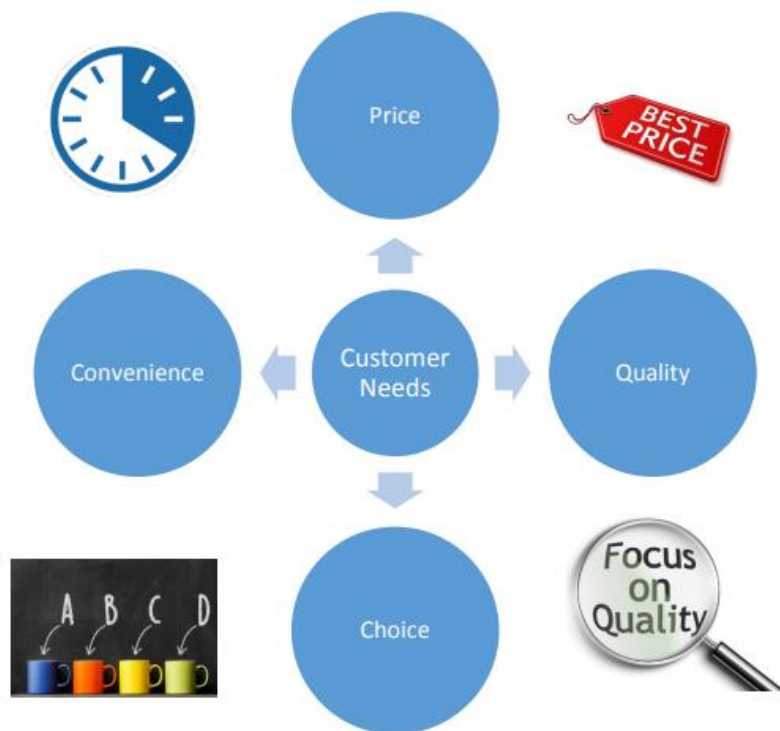 Price
BEST
PRICE
Convenience
Customer
Needs
Quality
A B C D
Choice
Focus
on
Quality